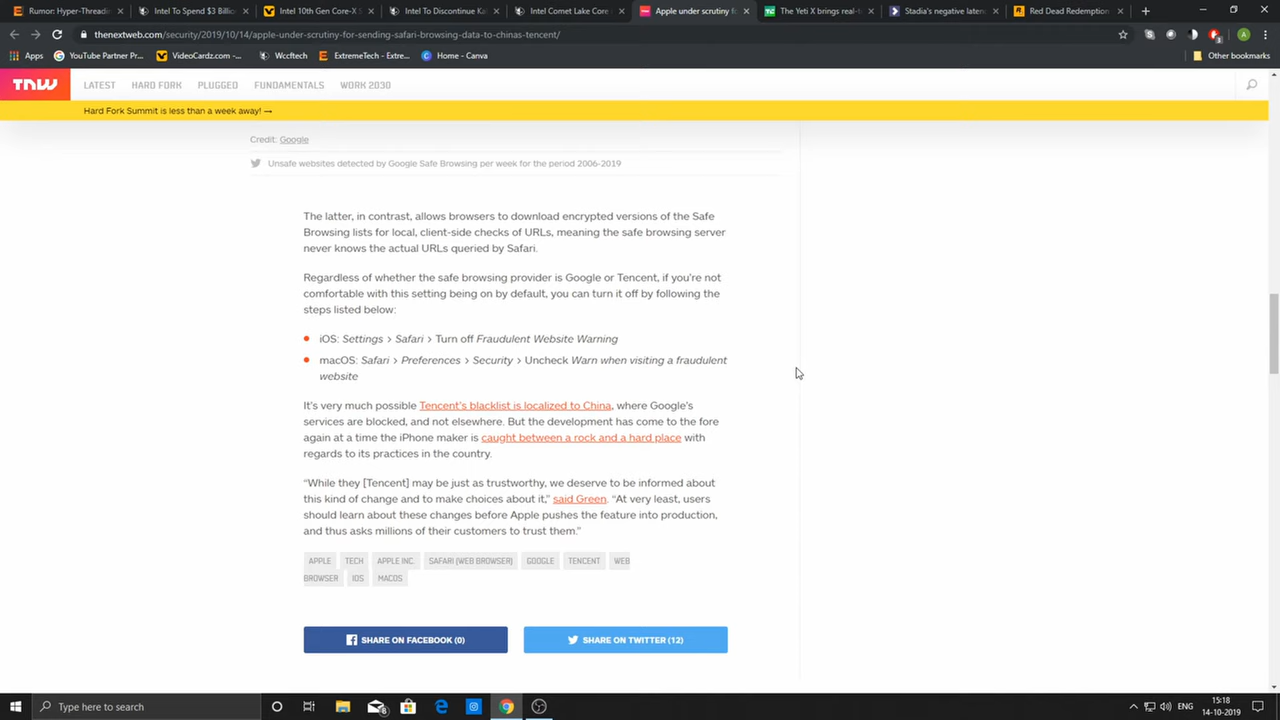 Rumor: Hyper-Threadin
Intel To Spend $3 Billion
Intel 10th Gen Core-X S
Intel To Discontinue Ka
Intel Comet Lake Core
Apple under scrutiny fo
The Yeti X brings real-t
Stadia's negative laten
Red Dead Redemption
thenextweb.com/security/2019/10/14/apple-under-scrutiny-for-sending-safari-browsing-data-to-chinas-tencent/
Apps
YouTube Partner Pr...
VideoCardz.com -...
Wccftech
ExtremeTech - Extre...
Home - Canva
Other bookmarks
TNW
LATEST
HARD FORK
PLUGGED
FUNDAMENTALS
WORK 2030
Hard Fork Summit is less than a week away! →
Credit: Google
Unsafe websites detected by Google Safe Browsing per week for the period 2006-2019
The latter, in contrast, allows browsers to download encrypted versions of the Safe
Browsing lists for local, client-side checks of URLs, meaning the safe browsing server
never knows the actual URLs queried by Safari.
Regardless of whether the safe browsing provider is Google or Tencent, if you're not
comfortable with this setting being on by default, you can turn it off by following the
steps listed below:
iOS: Settings > Safari > Turn off Fraudulent Website Warning
macOS: Safari > Preferences > Security > Uncheck Warn when visiting a fraudulent
website
It's very much possible Tencent's blacklist is localized to China, where Google's
services are blocked, and not elsewhere. But the development has come to the fore
again at a time the iPhone maker is caught between a rock and a hard place with
regards to its practices in the country.
“While they [Tencent] may be just as trustworthy, we deserve to be informed about
this kind of change and to make choices about it,” said Green. “At very least, users
should learn about these changes before Apple pushes the feature into production,
and thus asks millions of their customers to trust them.”
APPLE
TECH
APPLE INC.
SAFARI (WEB BROWSER)
GOOGLE
TENCENT
WEB
BROWSER
IOS
MACOS
SHARE ON FACEBOOK (0)
SHARE ON TWITTER (12)
Type here to search
ENG
15:18
14-10-2019